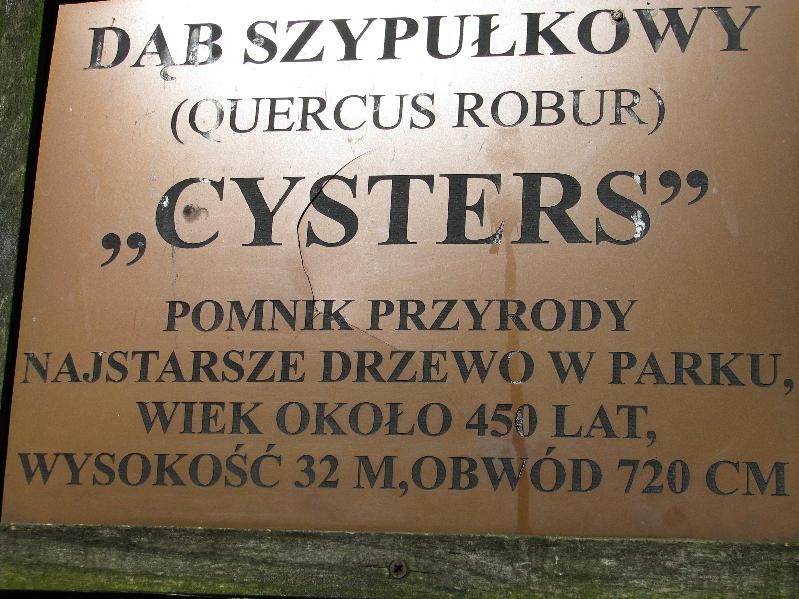 DĄB SZYPUŁKOWY
(QUERCUS ROBUR)
„CYSTERS”
POMNIK PRZYRODY
NAJSTARSZE DRZEWO W PARKU,
WIEK OKOŁO 450 LAT,
WYSOKOŚĆ 32 M,OBWÓD 720 CM